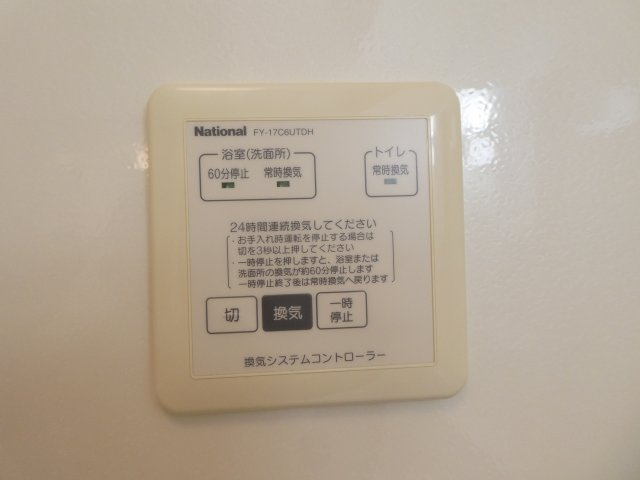 National FY-17C6UTDH
浴室(洗面所) トイレ
60分停止 常時換気 常時換気
24時間連続換気してください
・お手入れ時運転を停止する場合は
切を3秒以上押してください
・一時停止を押しますと、浴室または
洗面所の換気が約60分停止します
一時停止終了後は常時換気へ戻ります
切 換気 一時
停止
換気システムコントローラー